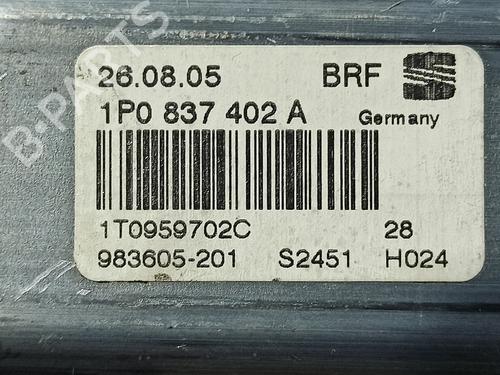 B-PARTS
26.08.05 BRF
1P0 837 402 A Germany
1T0959702C 28
983605-201 S2451 H024